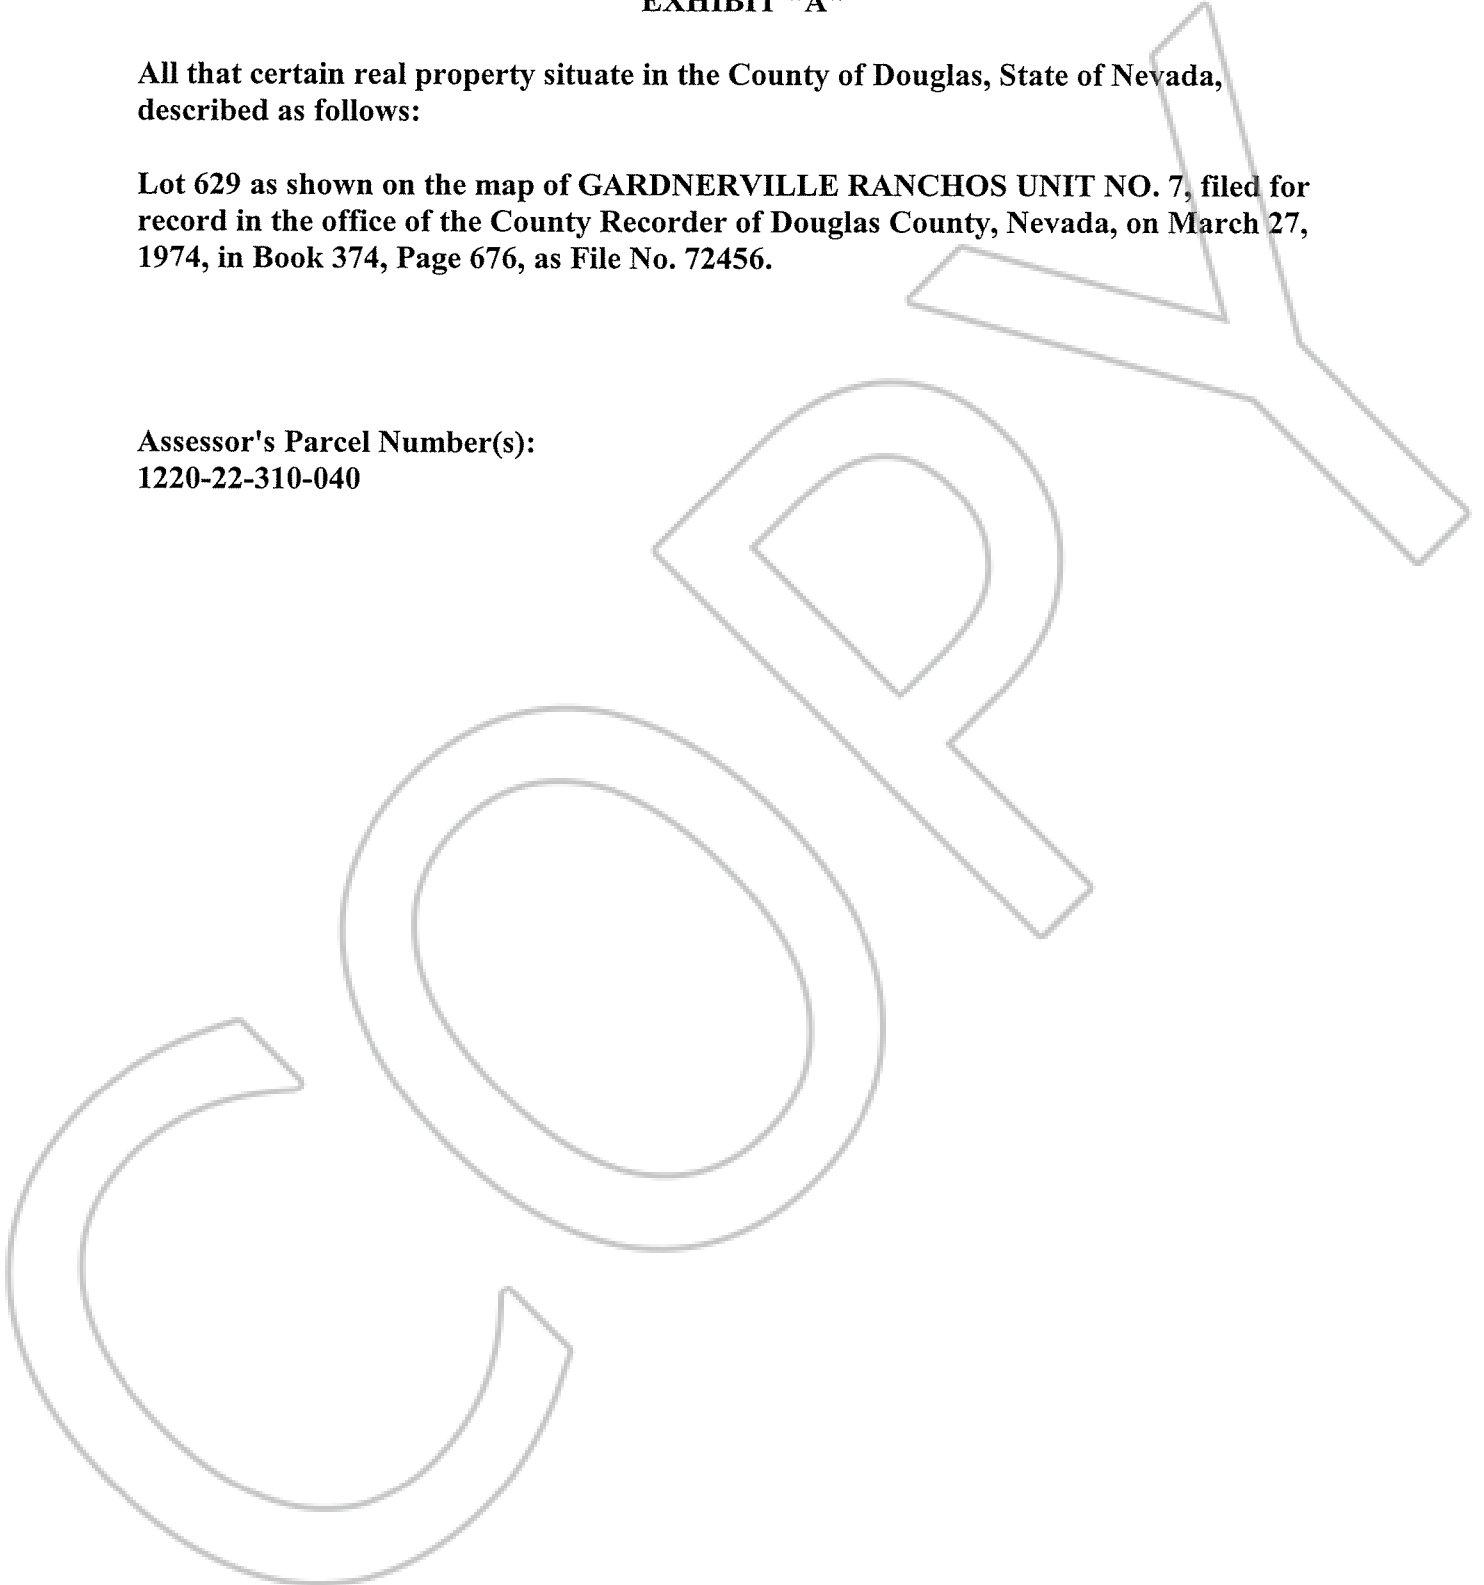 EXHIBIT "A"
All that certain real property situate in the County of Douglas, State of Nevada,
described as follows:
Lot 629 as shown on the map of GARDNERVILLE RANCHOS UNIT NO. 7, filed for
record in the office of the County Recorder of Douglas County, Nevada, on March 27,
1974, in Book 374, Page 676, as File No. 72456.
Assessor's Parcel Number(s):
1220-22-310-040
COPY